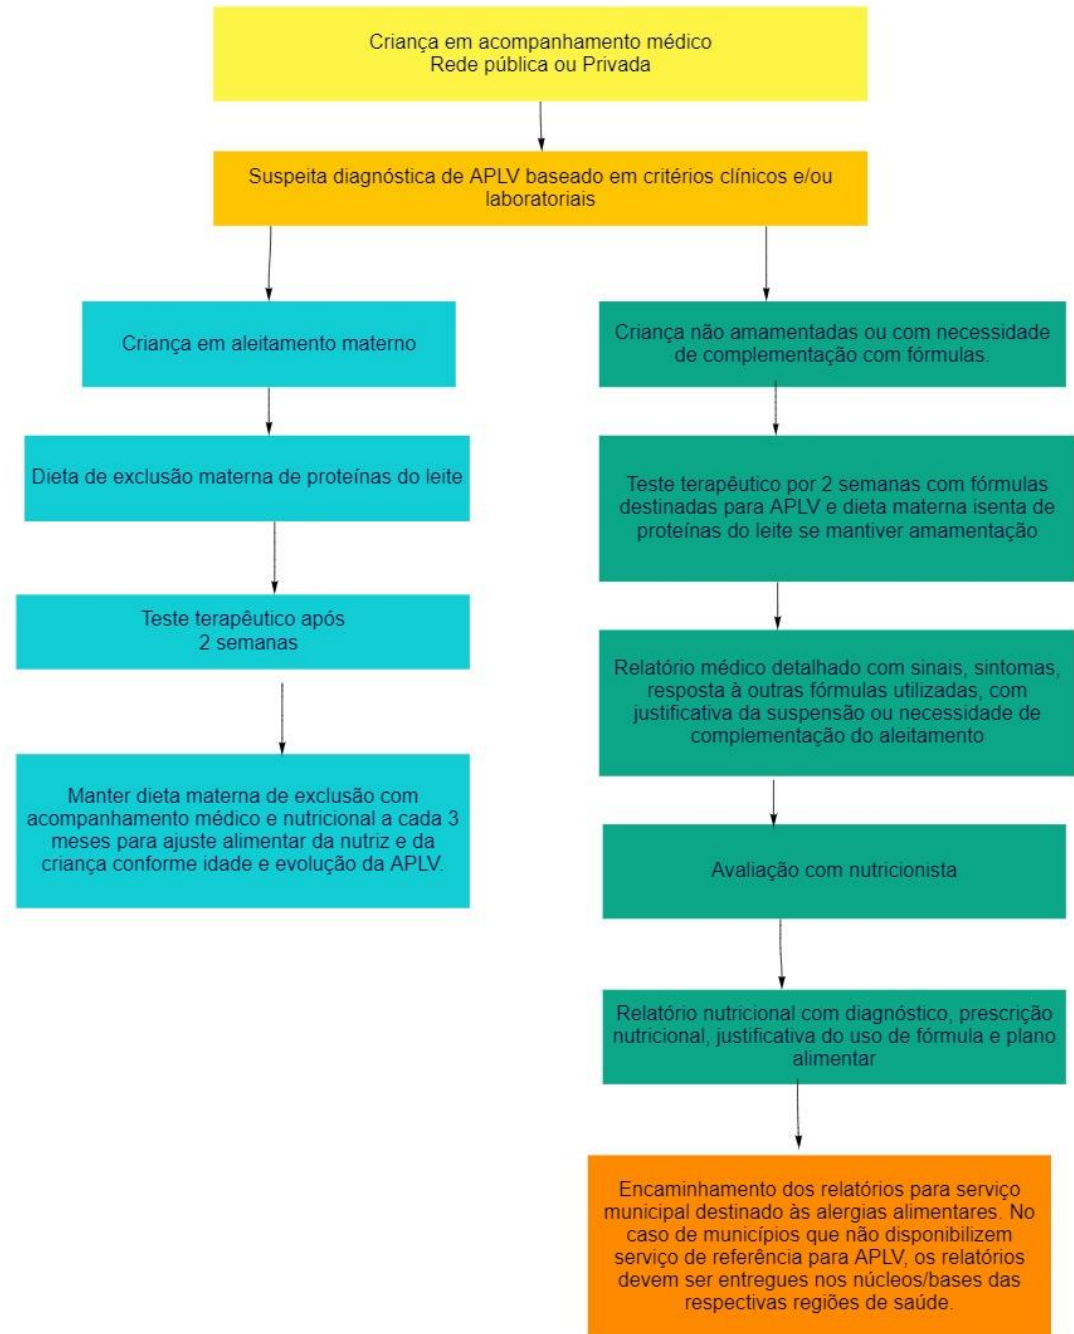 Criança em acompanhamento médico
Rede pública ou Privada
Suspeita diagnóstica de APLV baseado em critérios clínicos e/ou
laboratoriais
Criança em aleitamento materno
Dieta de exclusão materna de proteínas do leite
Teste terapêutico após
2 semanas
Manter dieta materna de exclusão com
acompanhamento médico e nutricional a cada 3
meses para ajuste alimentar da nutriz e da
criança conforme idade e evolução da APLV.
Criança não amamentadas ou com necessidade
de complementação com fórmulas.
Teste terapêutico por 2 semanas com fórmulas
destinadas para APLV e dieta materna isenta de
proteínas do leite se mantiver amamentação
Relatório médico detalhado com sinais, sintomas,
resposta à outras fórmulas utilizadas, com
justificativa da suspensão ou necessidade de
complementação do aleitamento
Avaliação com nutricionista
Relatório nutricional com diagnóstico, prescrição
nutricional, justificativa do uso de fórmula e plano
alimentar
Encaminhamento dos relatórios para serviço
municipal destinado às alergias alimentares. No
caso de municípios que não disponibilizem
serviço de referência para APLV, os relatórios
devem ser entregues nos núcleos/bases das
respectivas regiões de saúde.